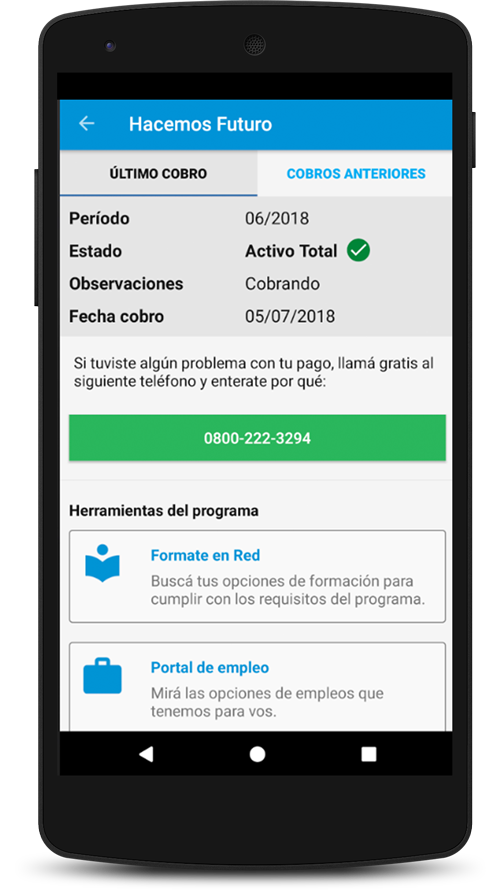 Hacemos Futuro
ÚLTIMO COBRO COBROS ANTERIORES
Período 06/2018
Estado Activo Total
Observaciones Cobrando
Fecha cobro 05/07/2018
Si tuviste algún problema con tu pago, llamá gratis al
siguiente teléfono y enterate por qué:
0800-222-3294
Herramientas del programa
Formate en Red
Buscá tus opciones de formación para
cumplir con los requisitos del programa.
Portal de empleo
Mirá las opciones de empleos que
tenemos para vos.